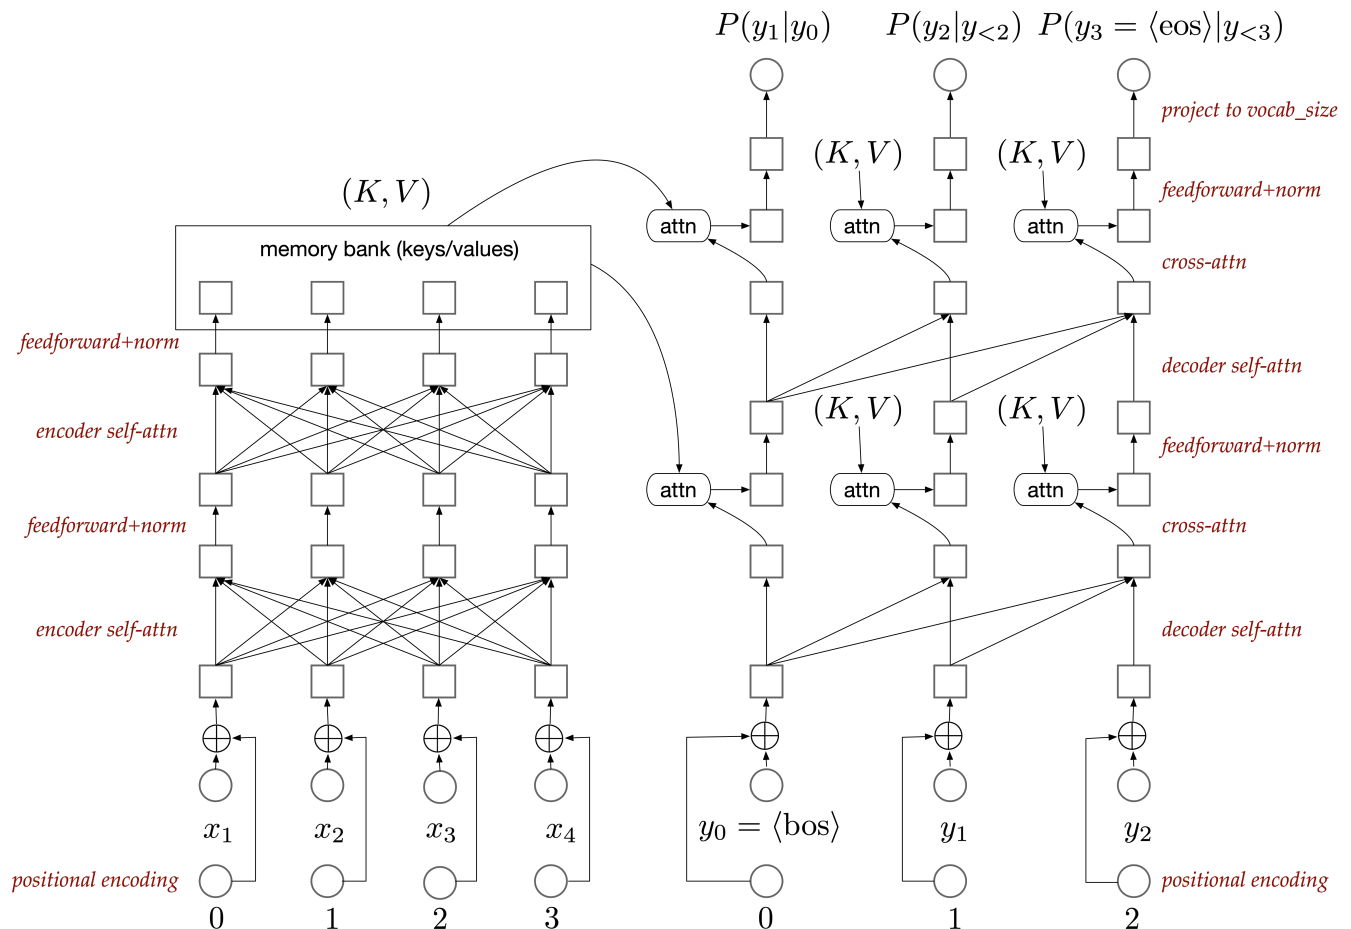 P(y₁|y₀) P(y₂|y<₂) P(y₃ = ⟨eos⟩|y<₃)
project to vocab_size
(K, V) (K, V)
(K, V) feedforward+norm
attn attn attn
memory bank (keys/values)
cross-attn
feedforward+norm
decoder self-attn
(K, V) (K, V)
encoder self-attn
feedforward+norm
attn attn attn
feedforward+norm
cross-attn
encoder self-attn
decoder self-attn
x₁ x₂ x₃ x₄ y₀ = ⟨bos⟩ y₁ y₂
positional encoding
positional encoding
0 1 2 3 0 1 2